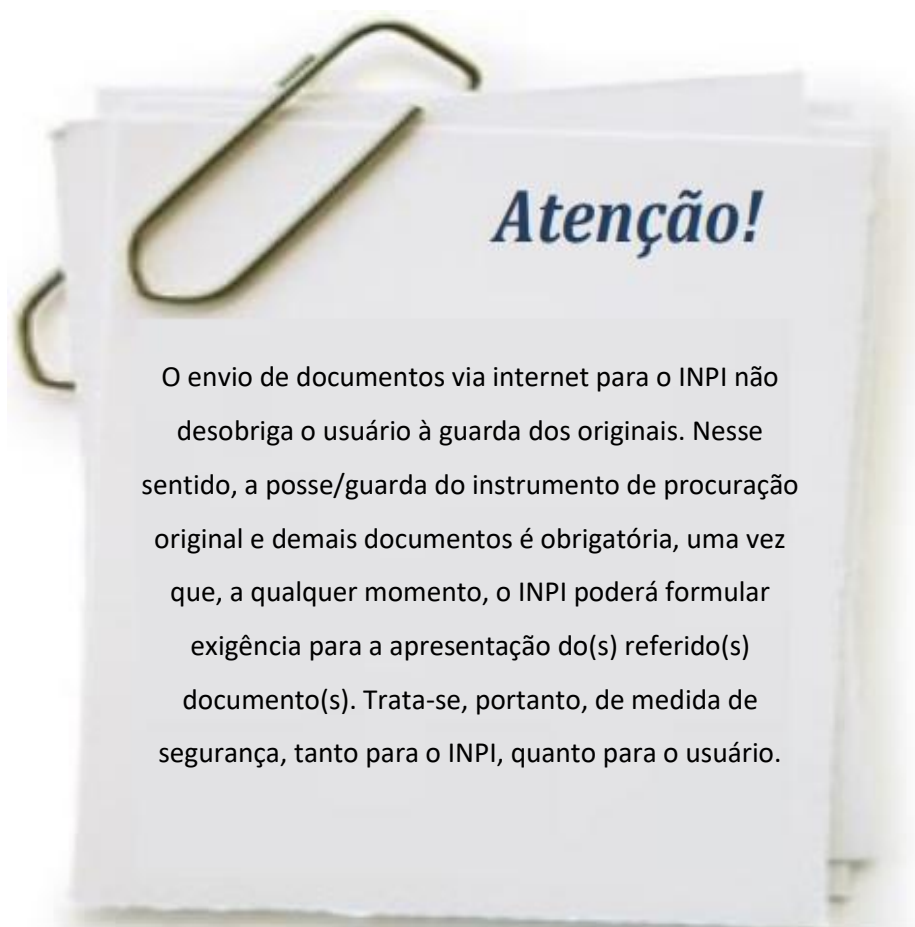 Atenção!
O envio de documentos via internet para o INPI não
desobriga o usuário à guarda dos originais. Nesse
sentido, a posse/guarda do instrumento de procuração
original e demais documentos é obrigatória, uma vez
que, a qualquer momento, o INPI poderá formular
exigência para a apresentação do(s) referido(s)
documento(s). Trata-se, portanto, de medida de
segurança, tanto para o INPI, quanto para o usuário.